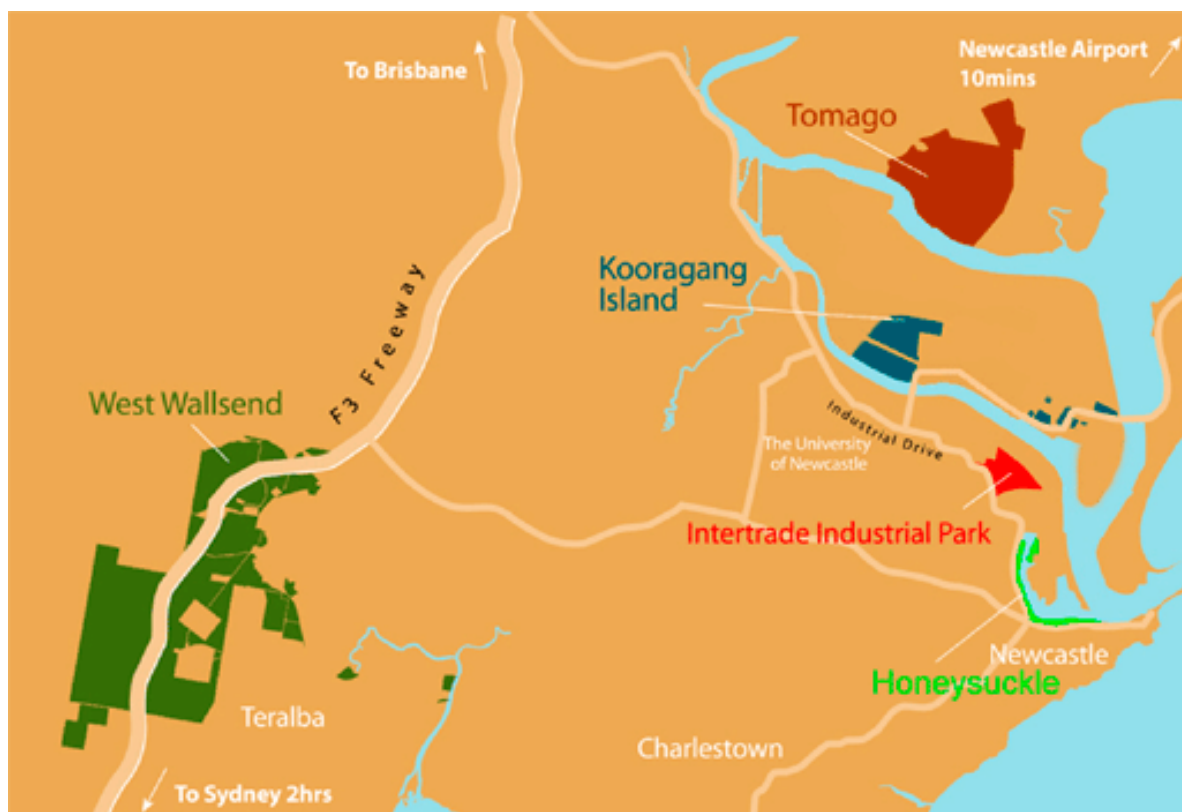 To Brisbane
Newcastle Airport
10mins
Tomago
Kooragang
Island
F3 Freeway
West Wallsend
Industrial Drive
The University
of Newcastle
Intertrade Industrial Park
Newcastle
Honeysuckle
Teralba
Charlestown
To Sydney 2hrs